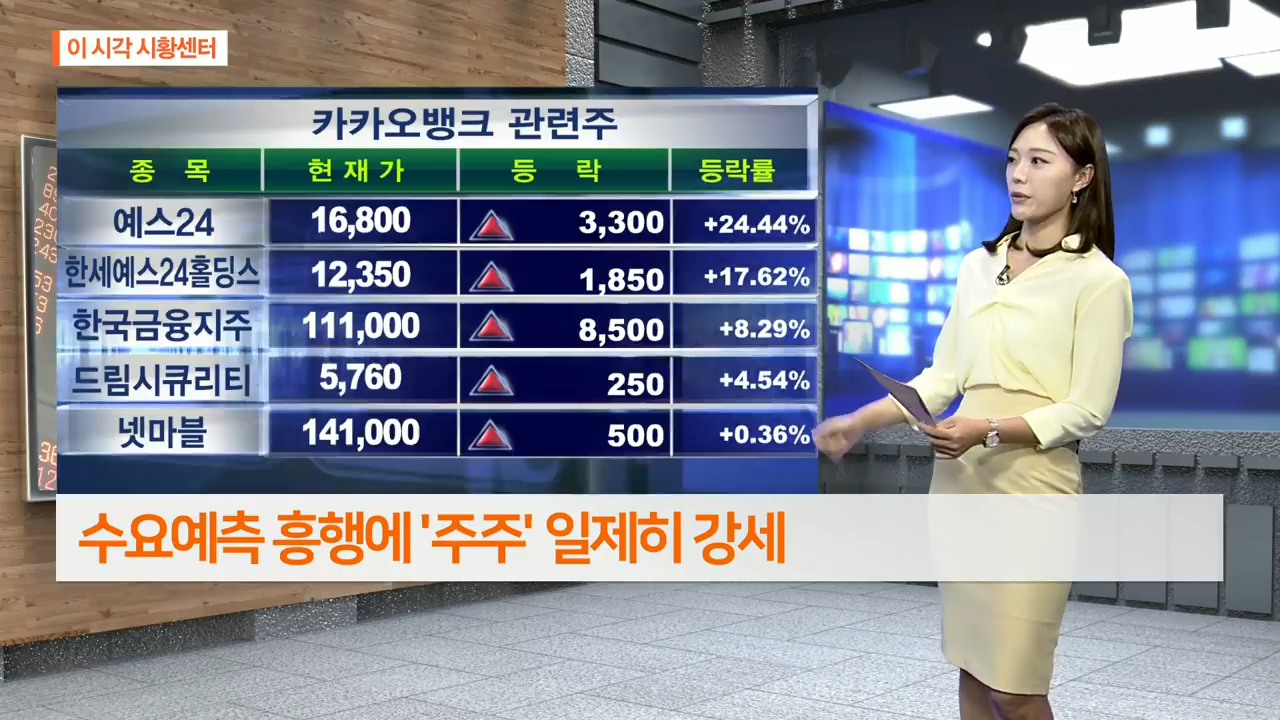 이 시각 시황센터
카카오뱅크 관련주
종 목 현 재 가 등 락 등락률
예스24 16,800 ▲ 3,300 +24.44%
한세예스24홀딩스 12,350 ▲ 1,850 +17.62%
한국금융지주 111,000 ▲ 8,500 +8.29%
드림시큐리티 5,760 ▲ 250 +4.54%
넷마블 141,000 ▲ 500 +0.36%
수요예측 흥행에 '주주' 일제히 강세